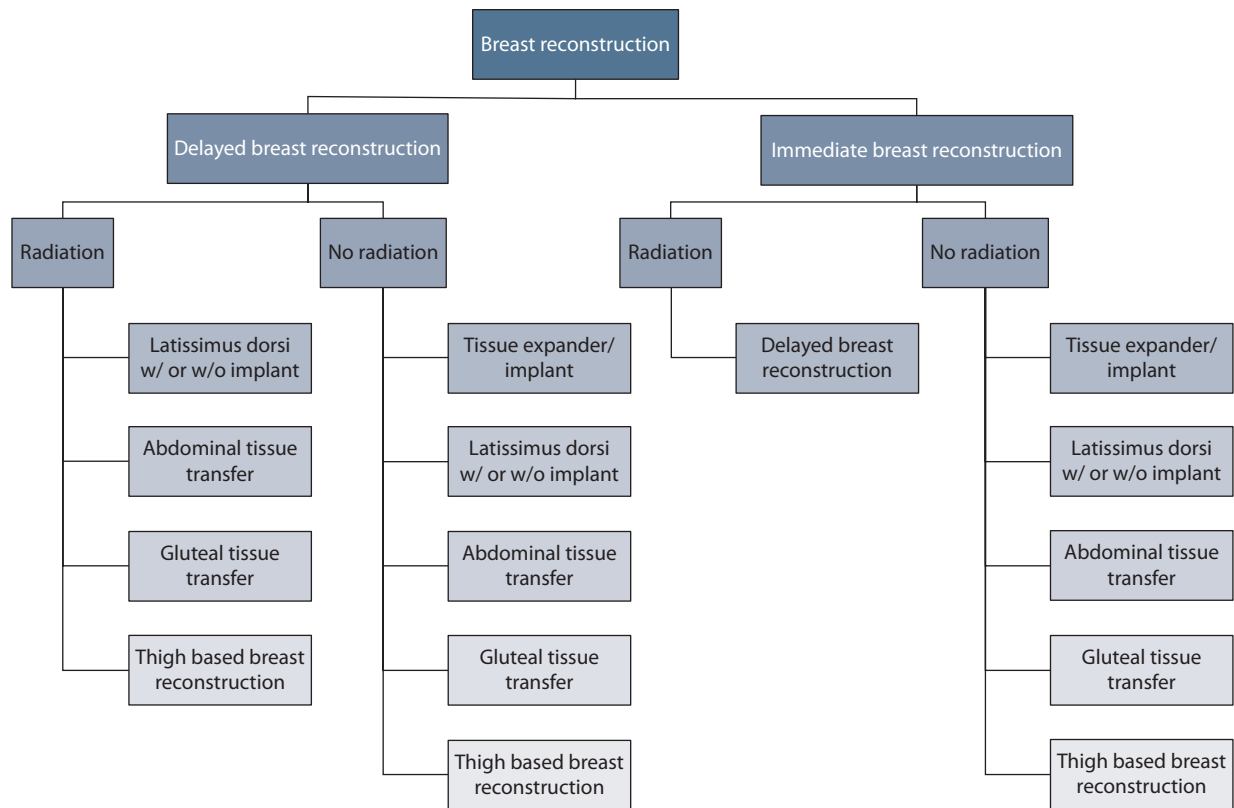 Breast reconstruction
Delayed breast reconstruction
Immediate breast reconstruction
Radiation
No radiation
Radiation
No radiation
Latissimus dorsi
w/ or w/o implant
Abdominal tissue
transfer
Gluteal tissue
transfer
Thigh based breast
reconstruction
Tissue expander/
implant
Latissimus dorsi
w/ or w/o implant
Abdominal tissue
transfer
Gluteal tissue
transfer
Thigh based breast
reconstruction
Delayed breast
reconstruction
Tissue expander/
implant
Latissimus dorsi
w/ or w/o implant
Abdominal tissue
transfer
Gluteal tissue
transfer
Thigh based breast
reconstruction